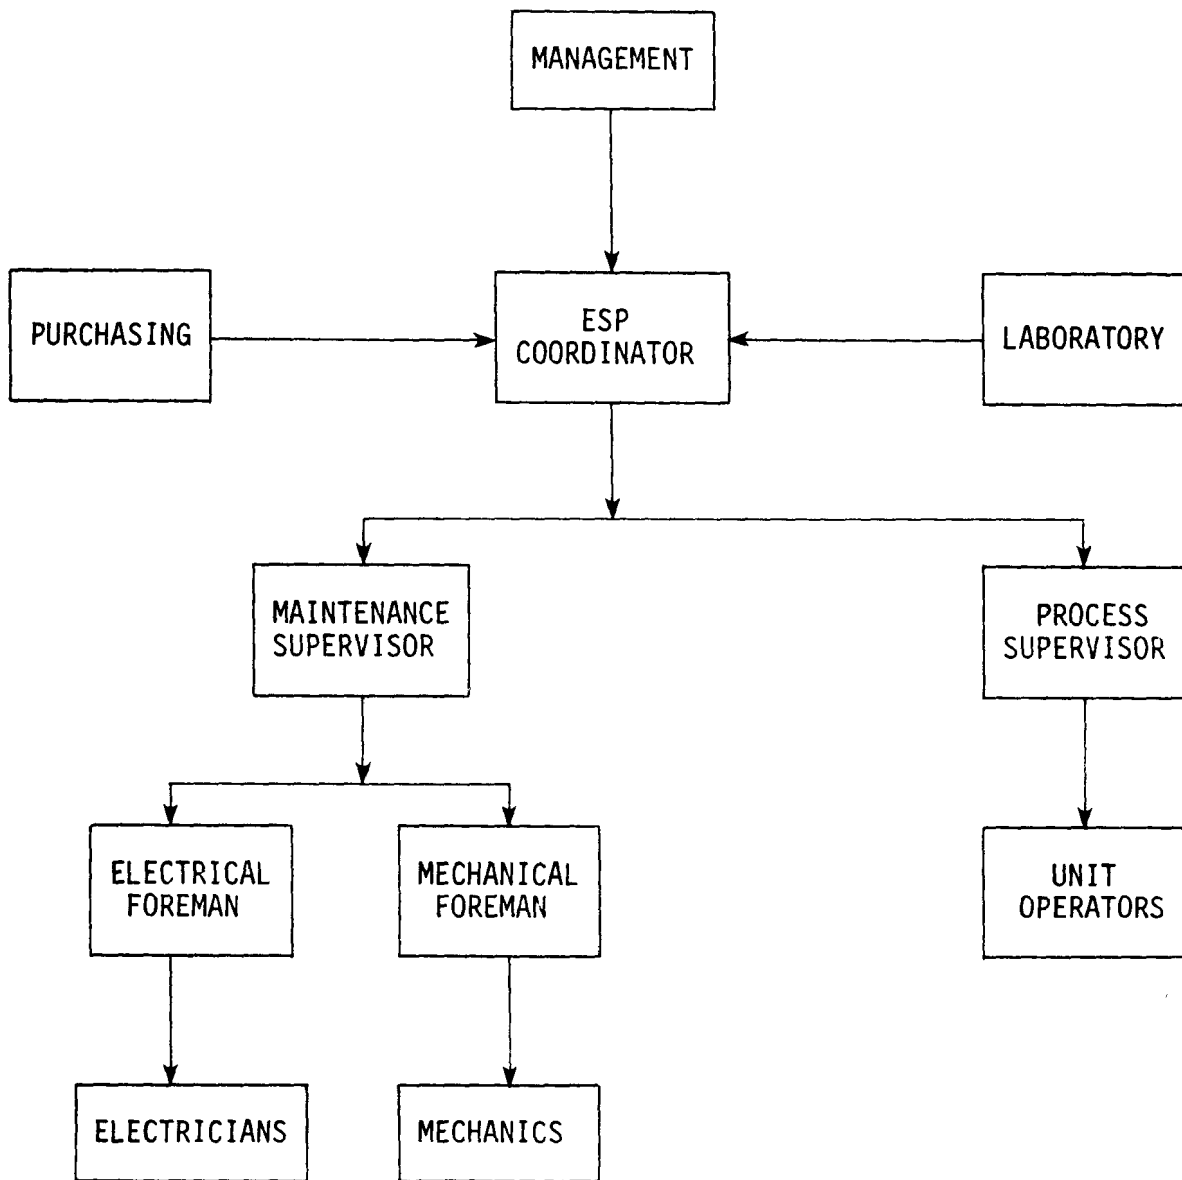 MANAGEMENT
PURCHASING
ESP
COORDINATOR
LABORATORY
MAINTENANCE
SUPERVISOR
PROCESS
SUPERVISOR
ELECTRICAL
FOREMAN
MECHANICAL
FOREMAN
UNIT
OPERATORS
ELECTRICIANS
MECHANICS